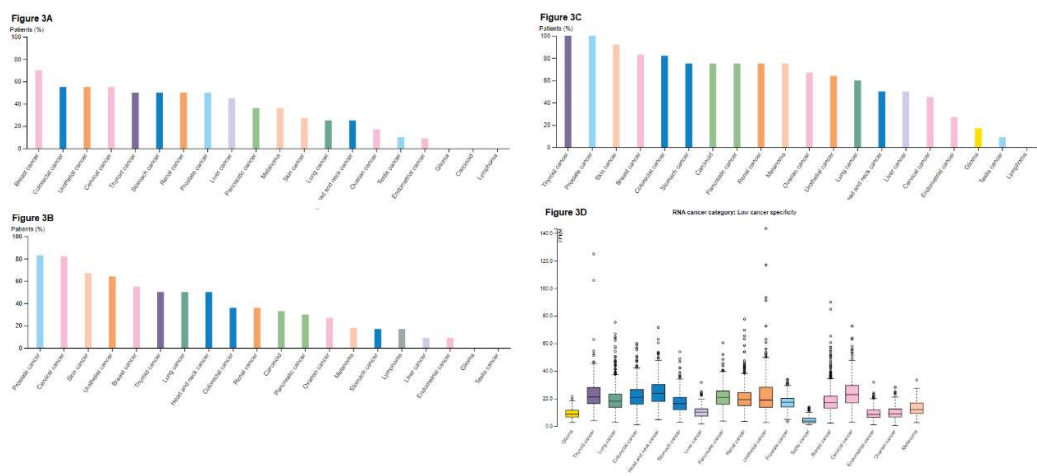 Figure 3A
Patients (%)
100
80
60
40
20
0
Breast cancer
Colorectal cancer
Urothelial cancer
Cervical cancer
Thyroid cancer
Stomach cancer
Renal cancer
Prostate cancer
Liver cancer
Pancreatic cancer
Melanoma
Skin cancer
Lung cancer
ead and neck cancer
Ovarian cancer
Testis cancer
Endometrial cancer
Glioma
Carcinoid
Lymphoma
Figure 3B
Patients (%)
100
80
60
40
20
0
Prostate cancer
Cervical cancer
Skin cancer
Urothelial cancer
Breast cancer
Thyroid cancer
Lung cancer
Head and neck cancer
Colorectal cancer
Renal cancer
Carcinoid
Pancreatic cancer
Ovarian cancer
Melanoma
Stomach cancer
Lymphoma
Liver cancer
Endometrial cancer
Glioma
Testis cancer
Figure 3C
Patients (%)
100
80
60
40
20
0
Thyroid cancer
Prostate cancer
Skin cancer
Breast cancer
Colorectal cancer
Stomach cancer
Carcinoid
Pancreatic cancer
Renal cancer
Melanoma
Ovarian cancer
Urothelial cancer
Lung cancer
ead and neck cancer
Liver cancer
Cervical cancer
Endometrial cancer
Glioma
Testis cancer
Lymphoma
Figure 3D
RNA cancer category: Low cancer specificity
140.0
120.0
100.0
80.0
60.0
40.0
20.0
0.0
Glioma
Thyroid cancer
Lung cancer
Colorectal cancer
Head and neck cancer
Stomach cancer
Liver cancer
Pancreatic cancer
Renal cancer
Urothelial cancer
Prostate cancer
Testis cancer
Breast cancer
Cervical cancer
Endometrial cancer
Ovarian cancer
Melanoma